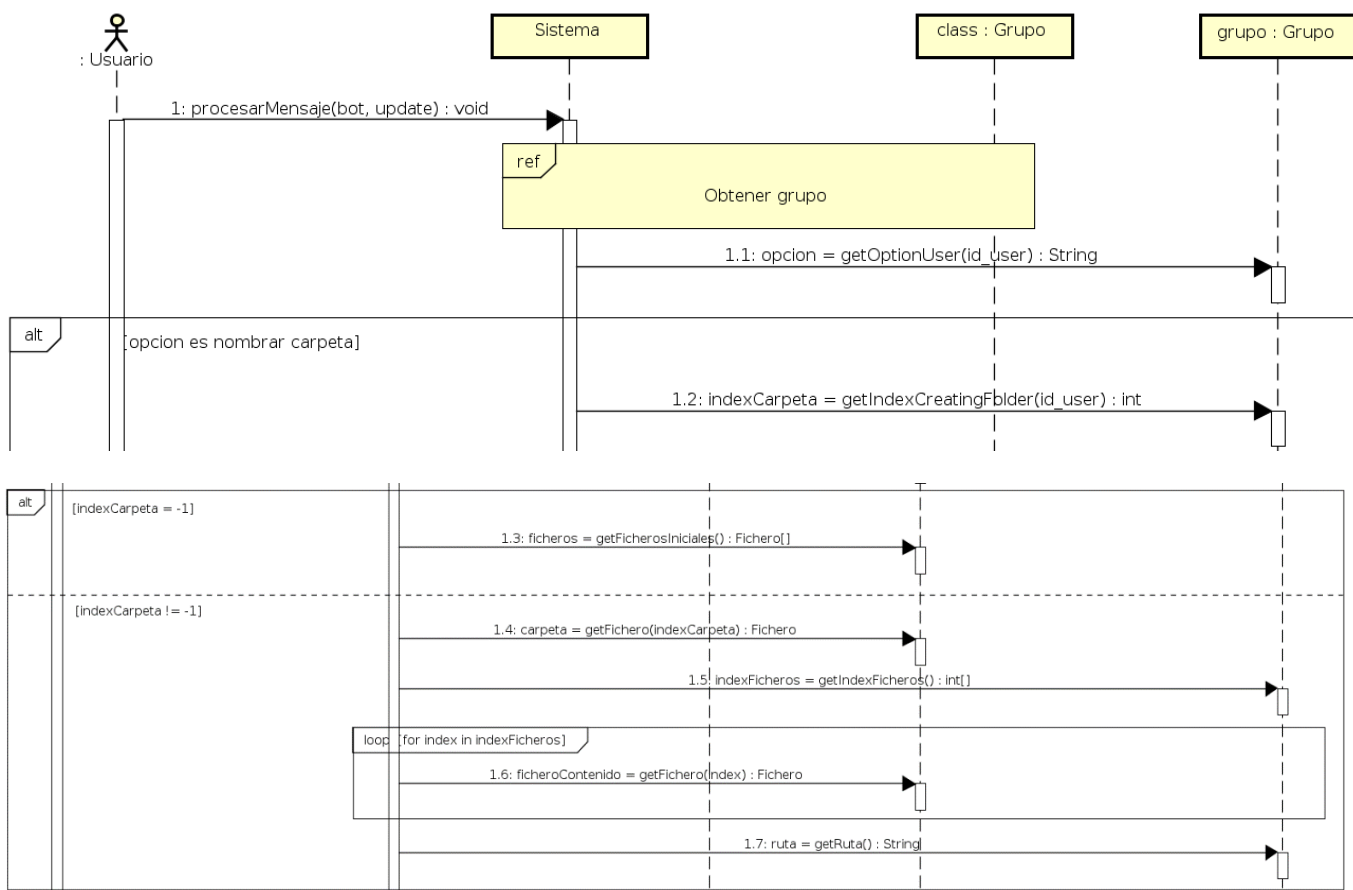 : Usuario
Sistema
class : Grupo
grupo : Grupo
1: procesarMensaje(bot, update) : void
ref
Obtener grupo
1.1: opcion = getOptionUser(id_user) : String
alt
[opcion es nombrar carpeta]
1.2: indexCarpeta = getIndexCreatingFolder(id_user) : int
alt
[indexCarpeta = -1]
1.3: ficheros = getFicherosIniciales() : Fichero[]
[indexCarpeta != -1]
1.4: carpeta = getFichero(indexCarpeta) : Fichero
1.5: indexFicheros = getIndexFicheros() : int[]
loop [for index in indexFicheros]
1.6: ficheroContenido = getFichero(index) : Fichero
1.7: ruta = getRuta() : String